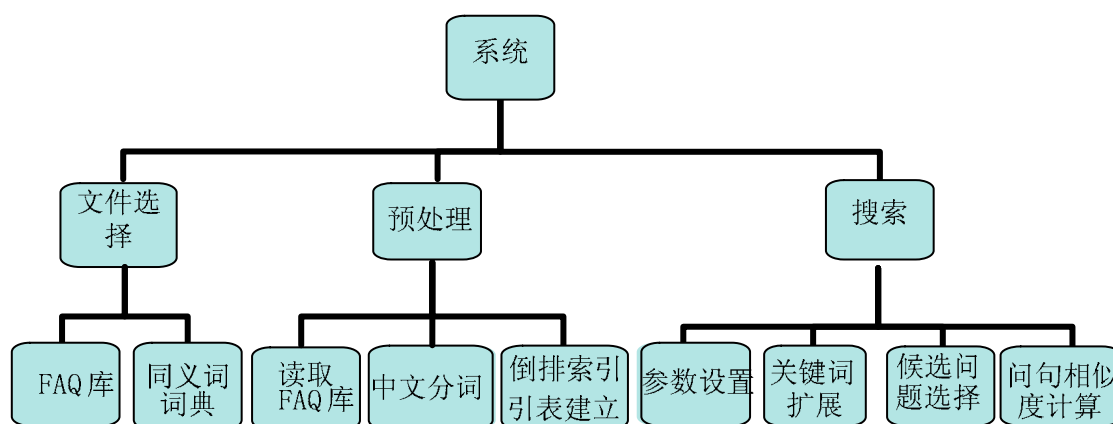 系统
文件选
择
预处理
搜索
FAQ库
同义词
词典
读取
FAQ库
中文分词
倒排索引
引表建立
参数设置
关键词
扩展
候选问
题选择
问句相似
度计算